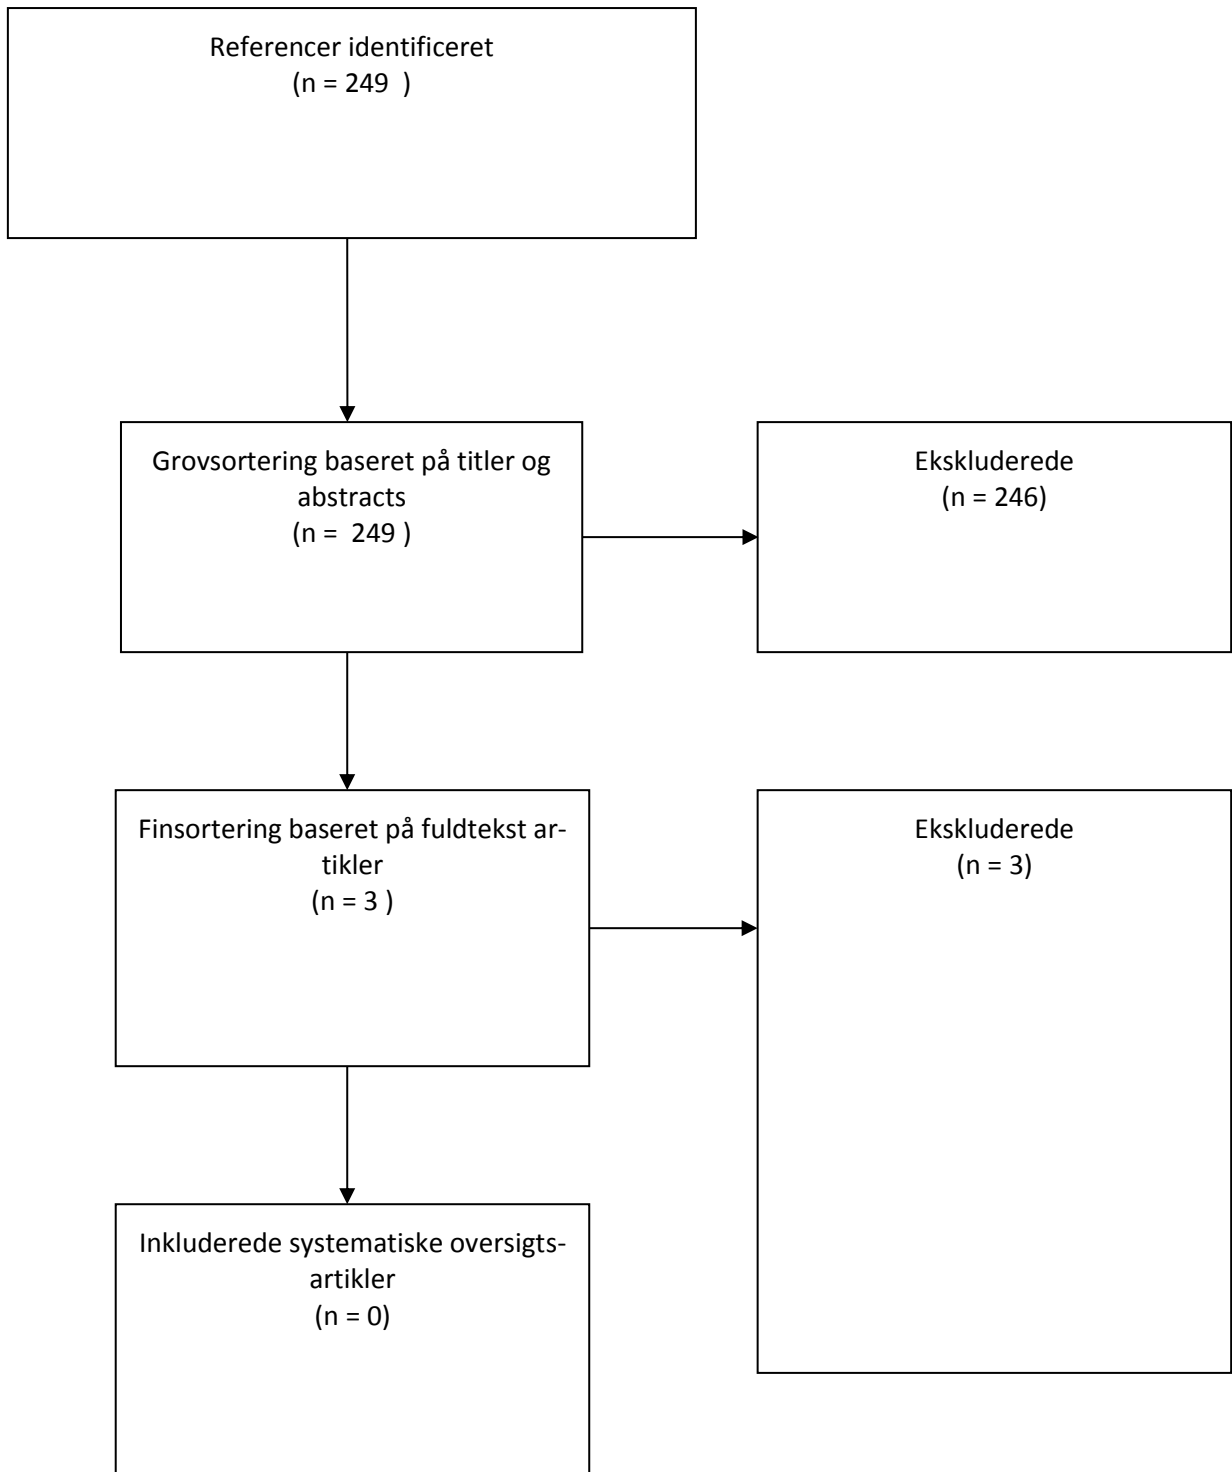 Referencer identificeret
(n = 249  )
Grovsortering baseret på titler og
abstracts
(n =  249 )
Ekskluderede
(n = 246)
Finsortering baseret på fuldtekst ar-
tikler
(n = 3 )
Ekskluderede
(n = 3)
Inkluderede systematiske oversigts-
artikler
(n = 0)